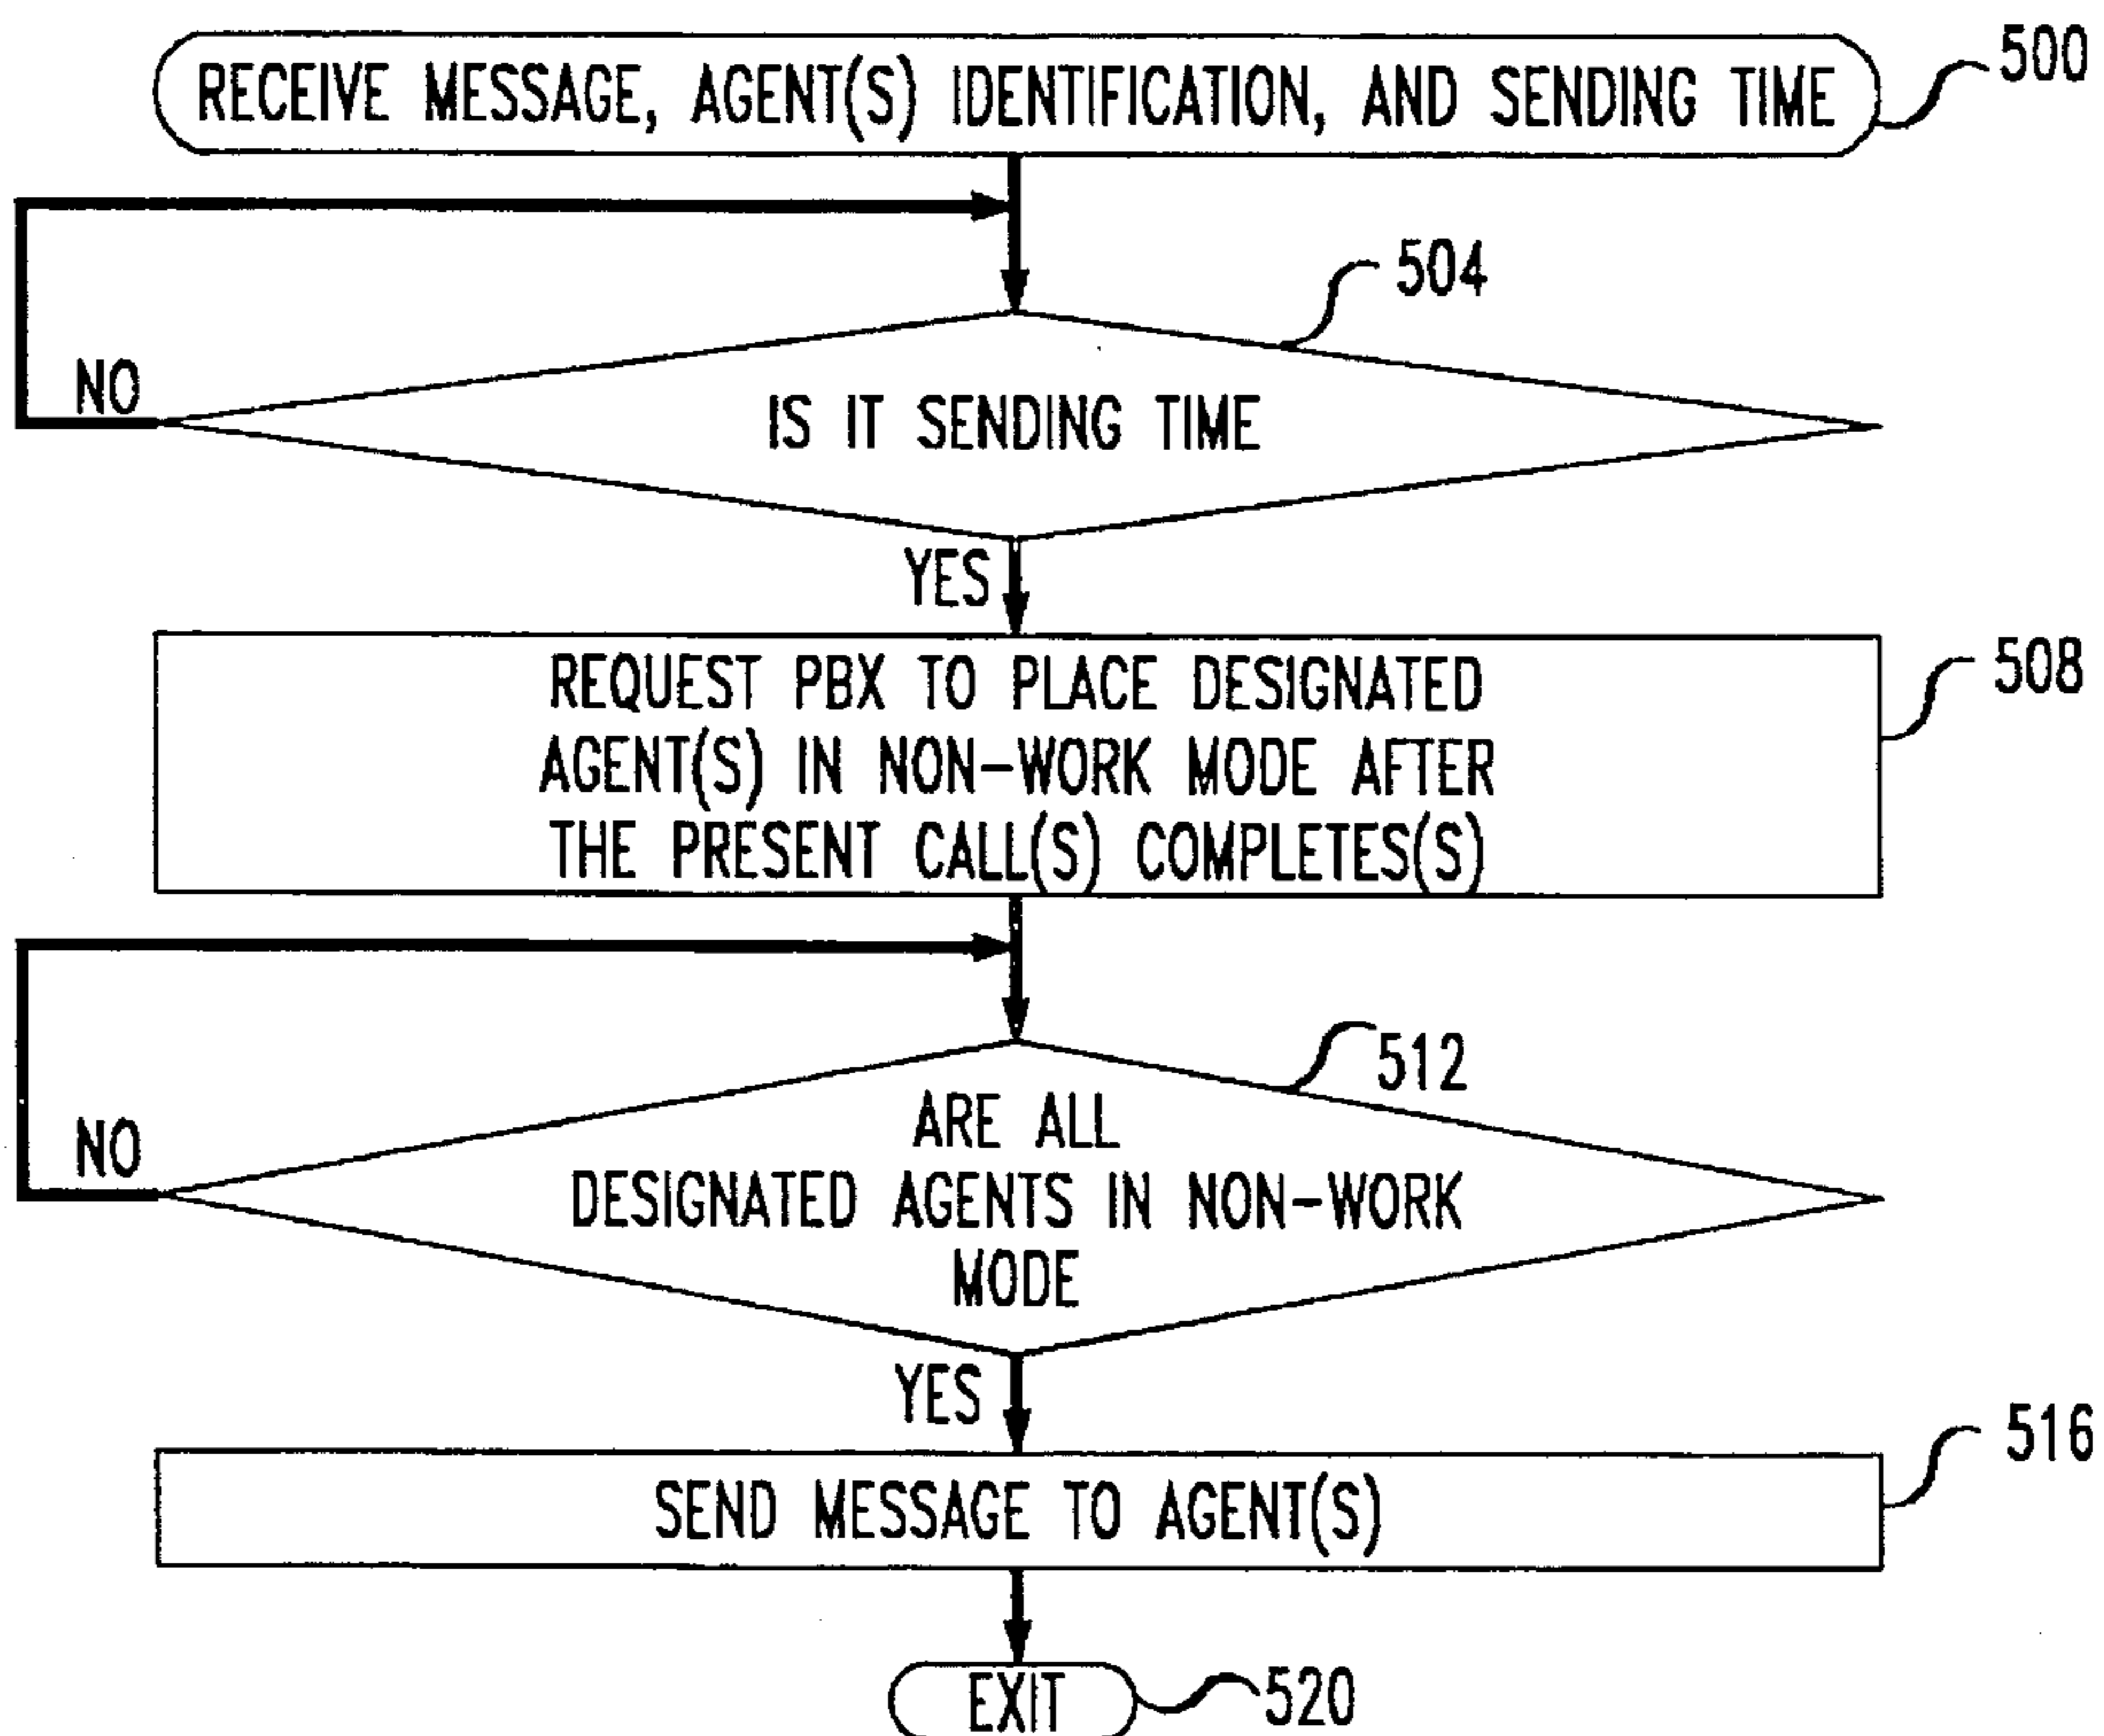 RECEIVE MESSAGE, AGENT(S) IDENTIFICATION, AND SENDING TIME
500
504
NO
IS IT SENDING TIME
YES
REQUEST PBX TO PLACE DESIGNATED
AGENT(S) IN NON-WORK MODE AFTER
THE PRESENT CALL(S) COMPLETES(S)
508
512
ARE ALL
NO
DESIGNATED AGENTS IN NON-WORK
MODE
YES
516
SEND MESSAGE TO AGENT(S)
EXIT
520